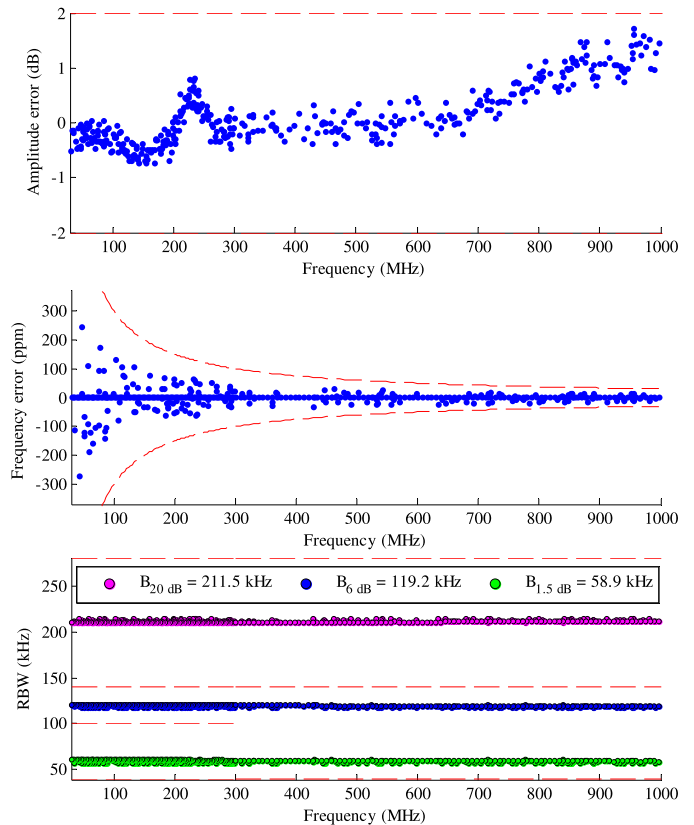 2
1
0
-1
-2
Amplitude error (dB)
100 200 300 400 500 600 700 800 900 1000
Frequency (MHz)
300
200
100
0
-100
-200
-300
Frequency error (ppm)
100 200 300 400 500 600 700 800 900 1000
Frequency (MHz)
B20 dB = 211.5 kHz B6 dB = 119.2 kHz B1.5 dB = 58.9 kHz
250
200
150
100
50
RBW (kHz)
100 200 300 400 500 600 700 800 900 1000
Frequency (MHz)